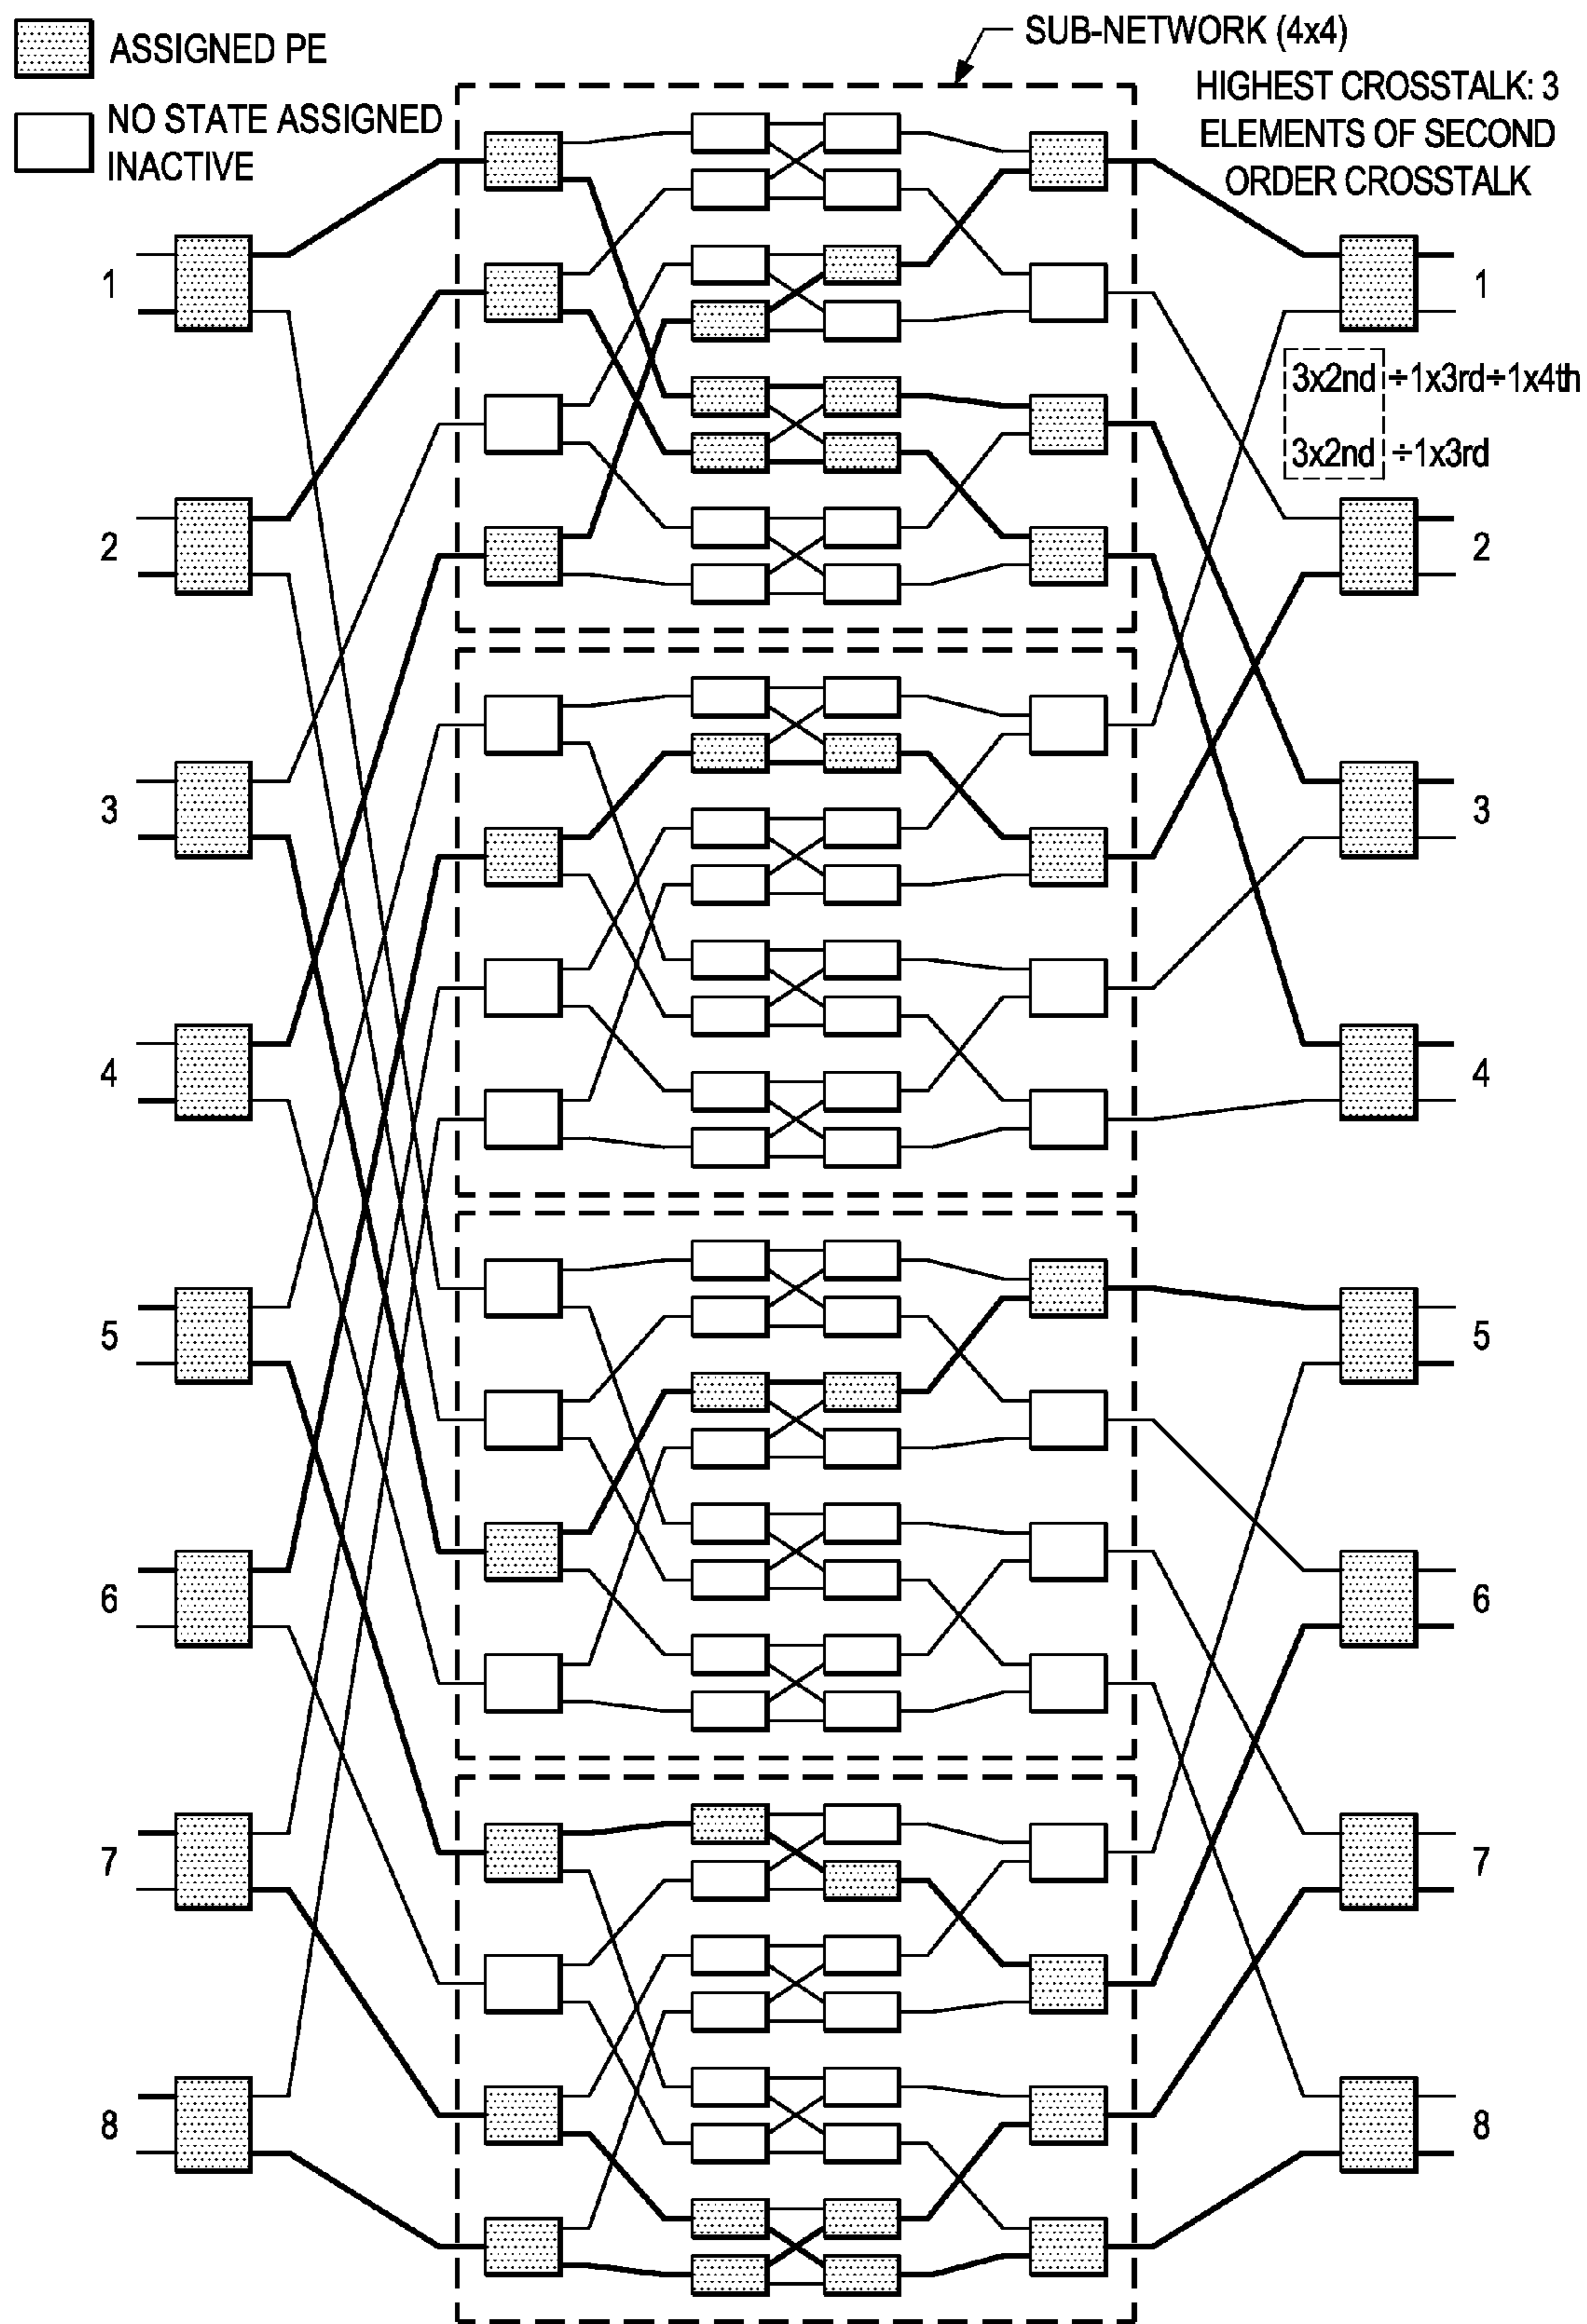 ASSIGNED PE
NO STATE ASSIGNED
INACTIVE
SUB-NETWORK (4x4)
HIGHEST CROSSTALK: 3
ELEMENTS OF SECOND
ORDER CROSSTALK
1
2
3
4
5
6
7
8
1
3x2nd ÷1x3rd÷1x4th
3x2nd ÷1x3rd
2
3
4
5
6
7
8